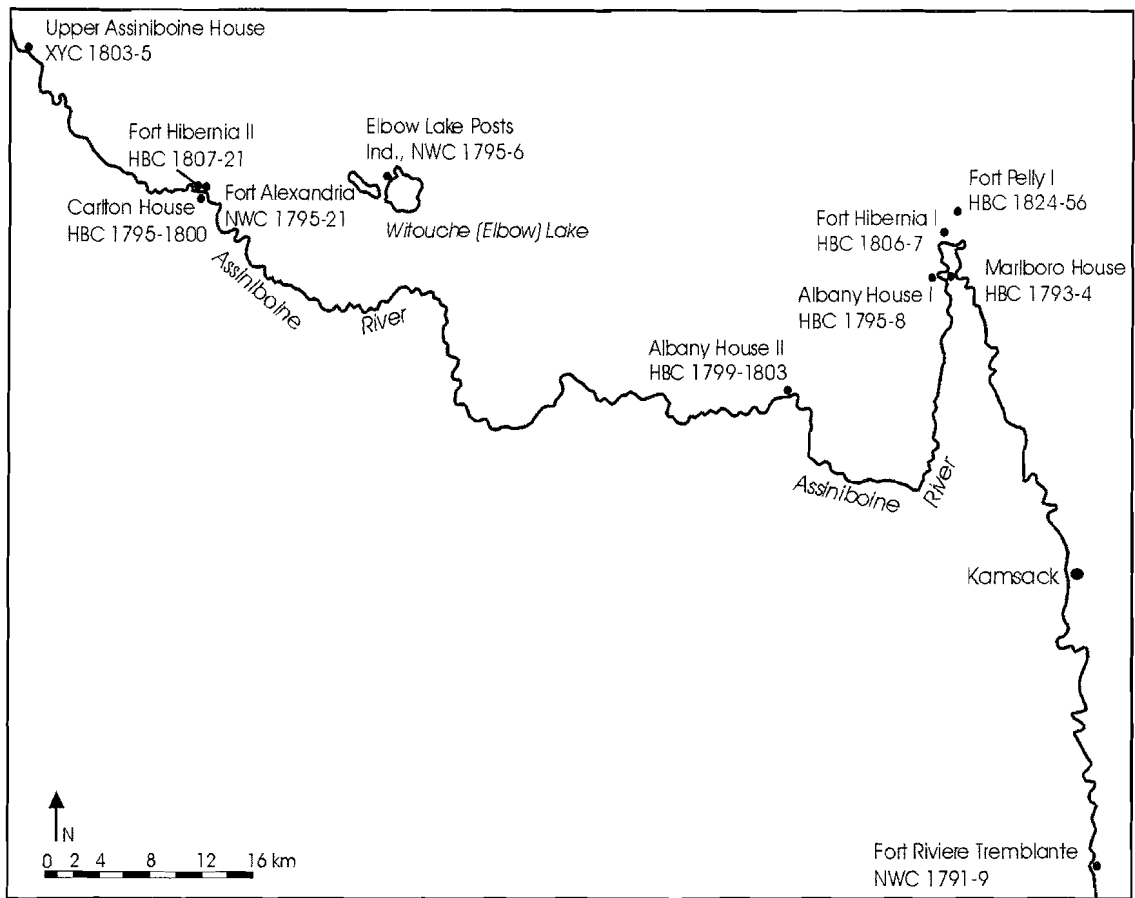 Upper Assiniboine House
XYC 1803-5
Fort Hibernia II
HBC 1807-21
Elbow Lake Posts
Ind., NWC 1795-6
Carlton House
HBC 1795-1800
Fort Alexandria
NWC 1795-21
Witouche (Elbow) Lake
Fort Pelly I
HBC 1824-56
Fort Hibernia I
HBC 1806-7
Marlboro House
HBC 1793-4
Albany House I
HBC 1795-8
Assiniboine
River
Albany House II
HBC 1799-1803
Assiniboine
River
Kamsack
N
0 2 4 8 12 16 km
Fort Riviere Tremblante
NWC 1791-9